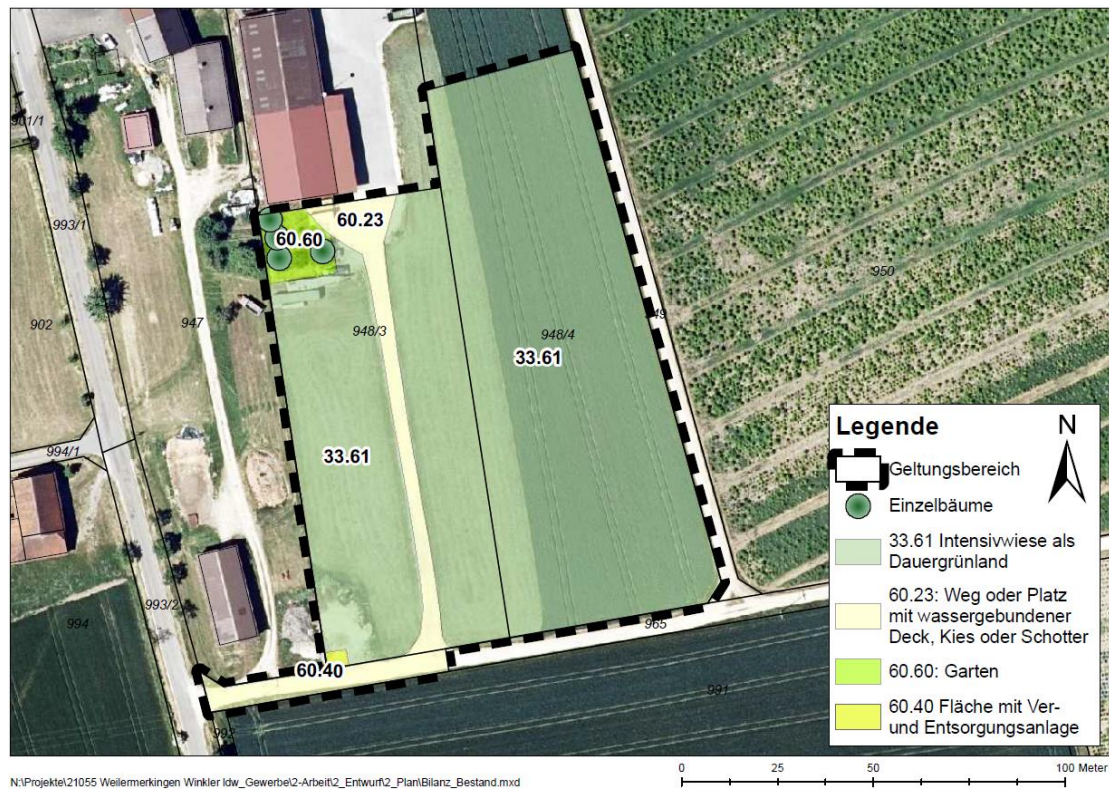 901/1
993/1
60.23
60.60
950
902
947
948/3
948/4
49
33.61
33.61
994/1
Legende
N
Geltungsbereich
Einzelbäume
33.61 Intensivwiese als
Dauergrünland
60.23: Weg oder Platz
mit wassergebundener
Deck, Kies oder Schotter
60.60: Garten
60.40 Fläche mit Ver-
und Entsorgungsanlage
994
993/2
965
60.40
991
N:\Projekte\21055 Weilermerkingen Winkler ldw_Gewerbe\2-Arbeit\2_Entwurf\2_Plan\Bilanz_Bestand.mxd
0 25 50 100 Meter